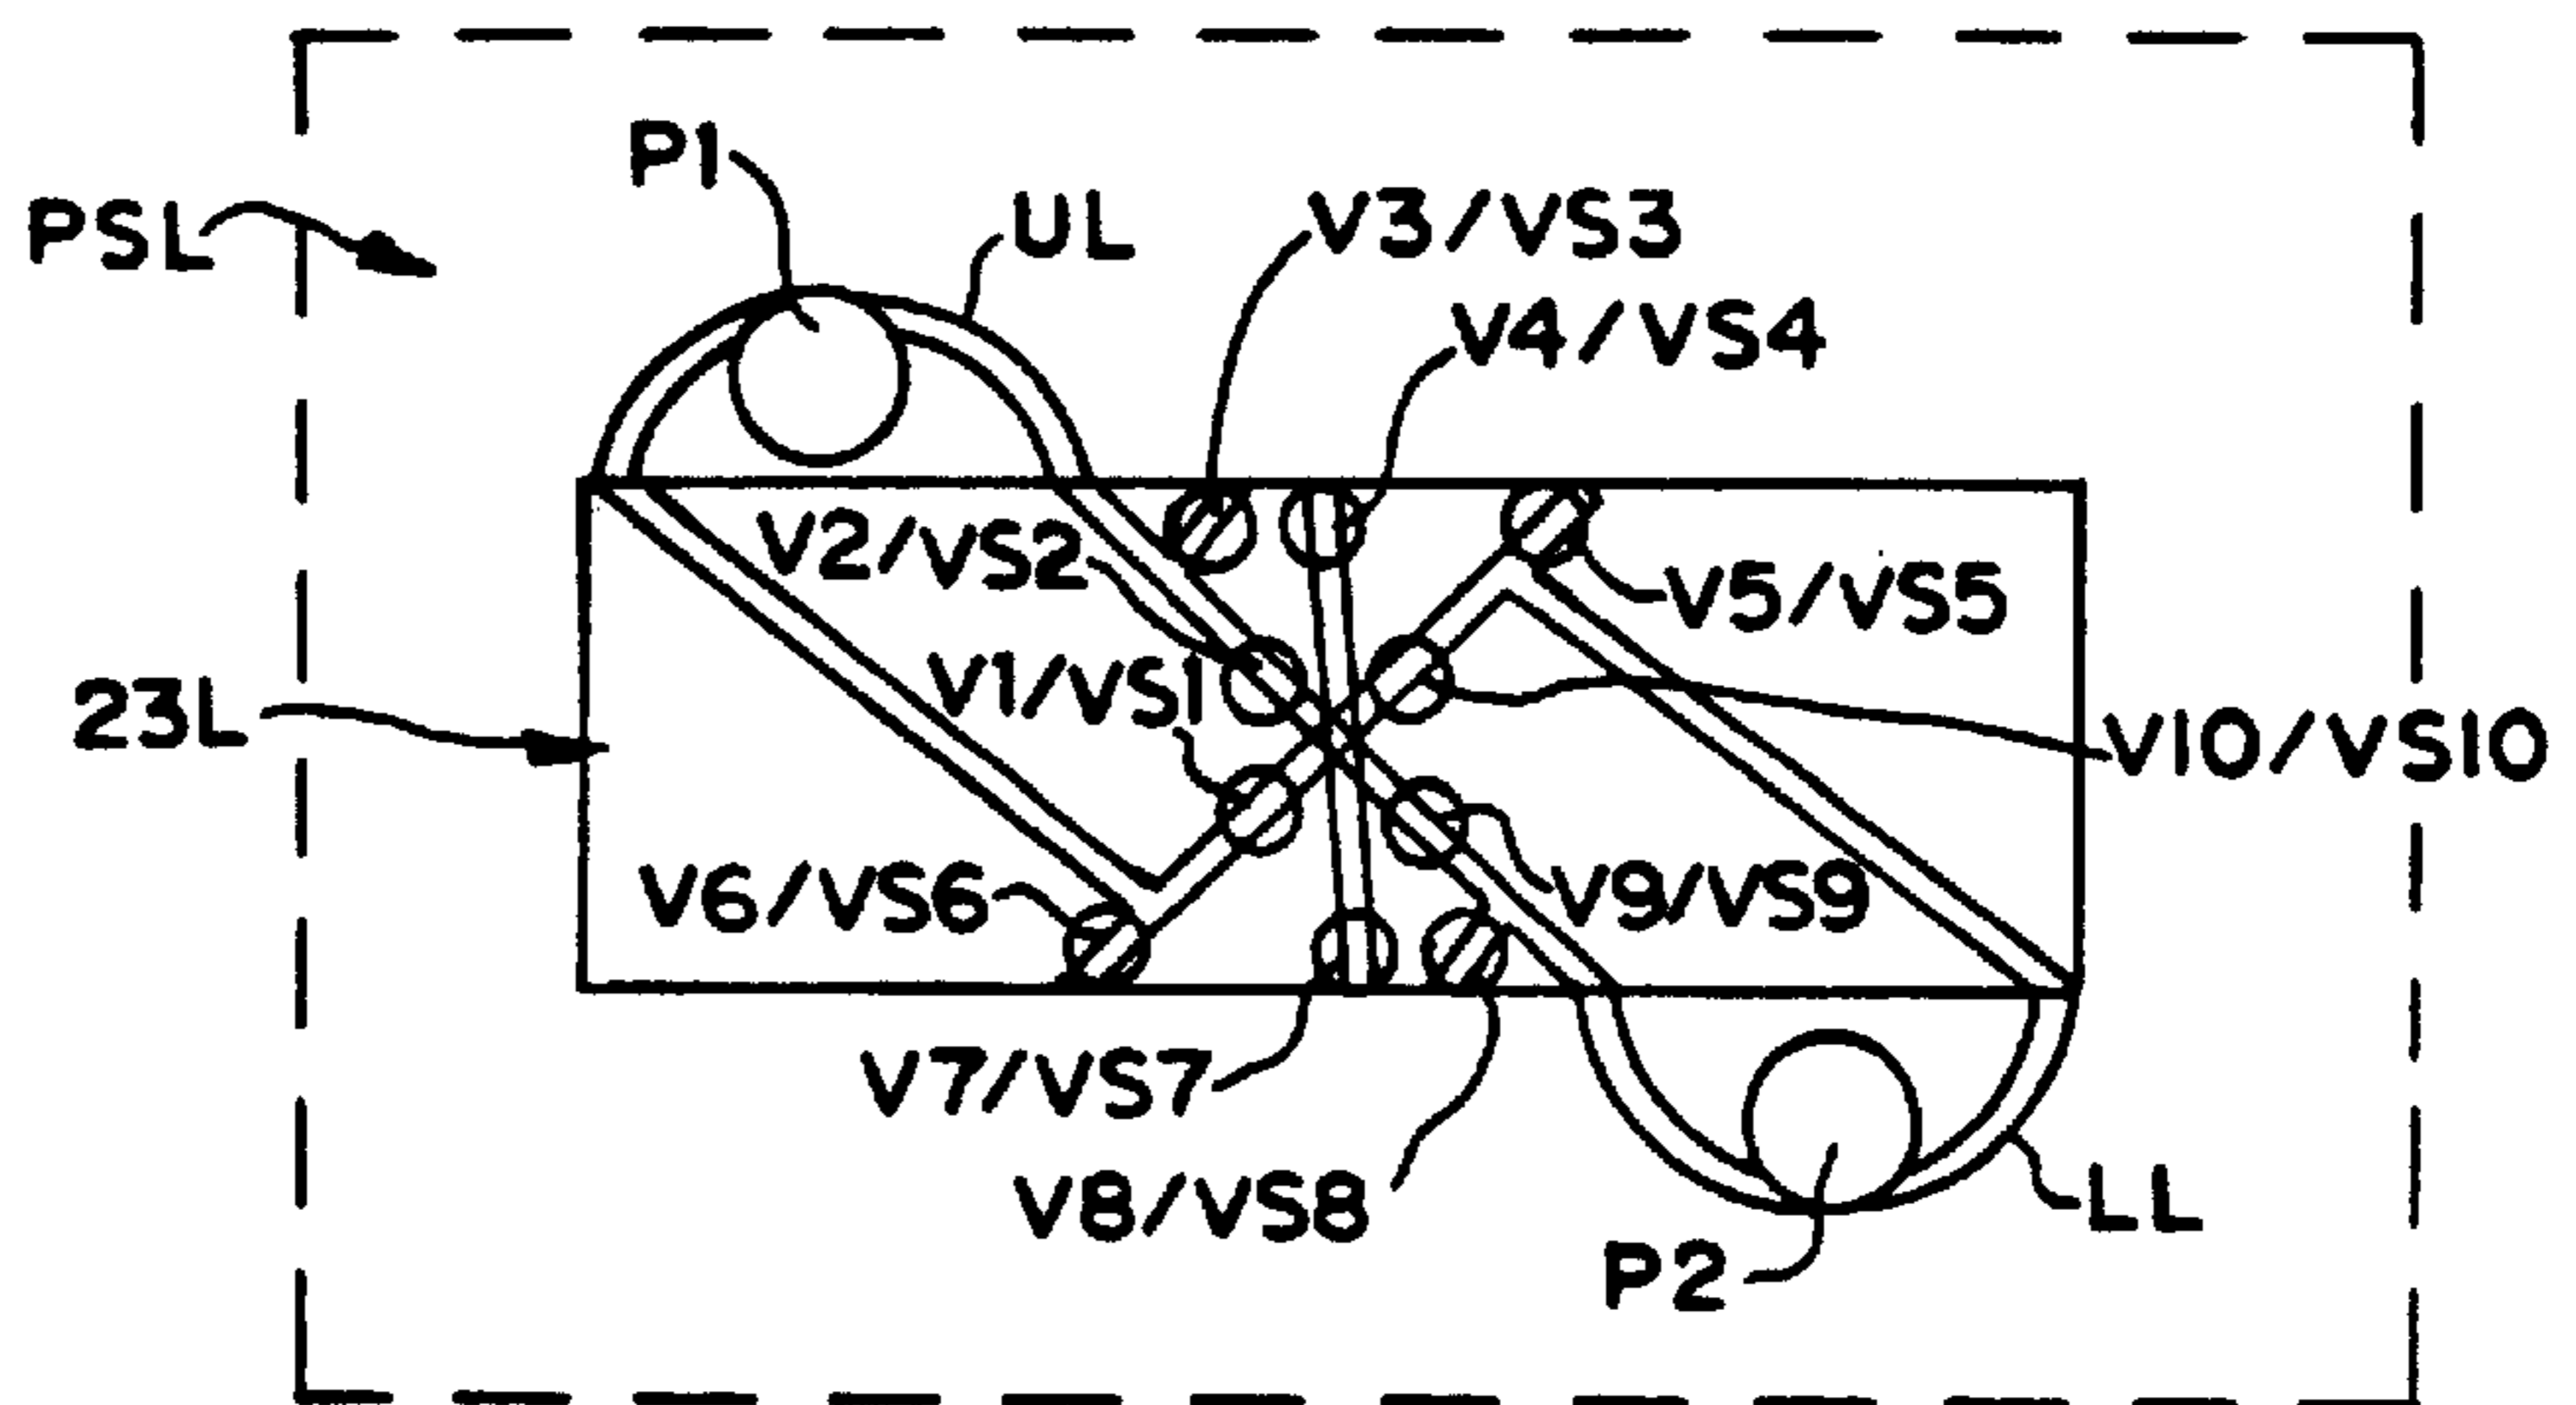 P1
PSL
UL
V3/VS3
V4/VS4
V2/VS2
V5/VS5
V1/VS1
23L
V10/VS10
V6/VS6
V9/VS9
V7/VS7
V8/VS8
LL
P2